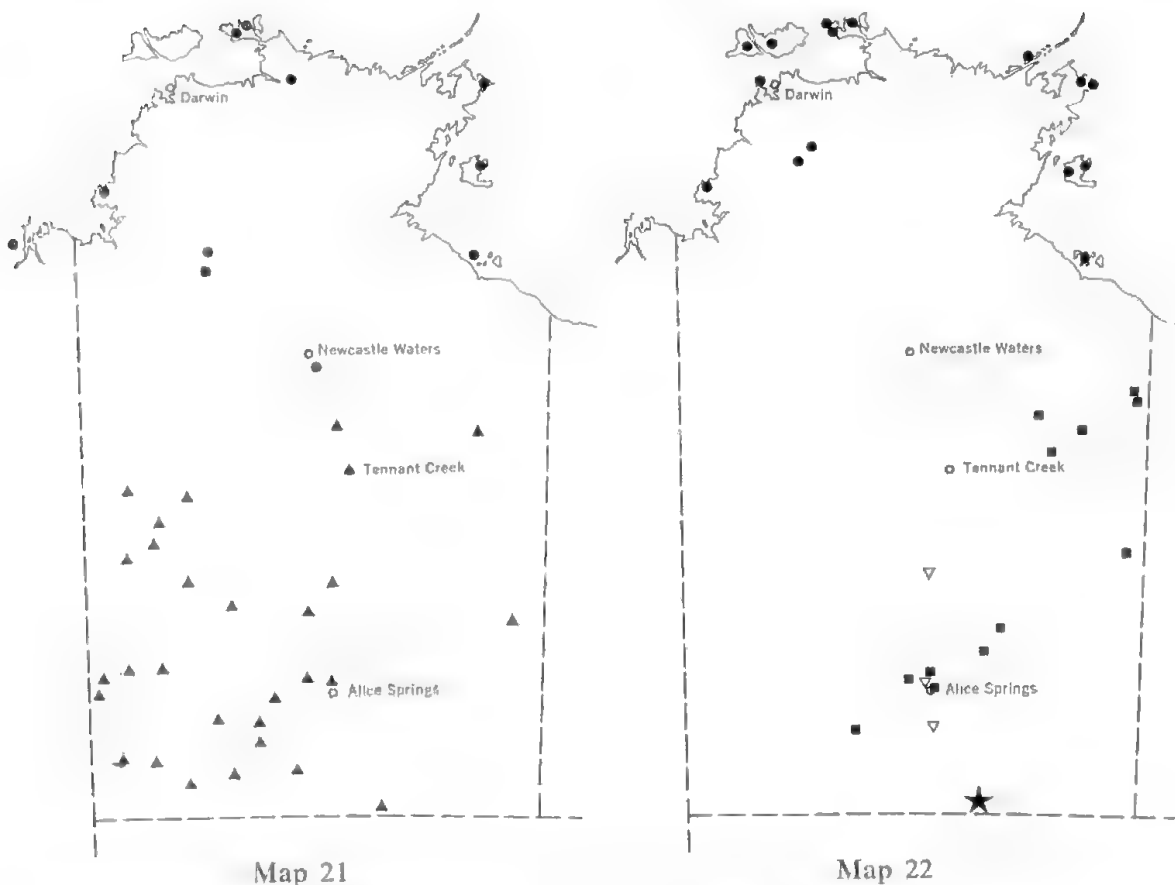 Darwin
Newcastle Waters
Tennant Creek
Alice Springs
Map 21
Darwin
Newcastle Waters
Tennant Creek
Alice Springs
Map 22